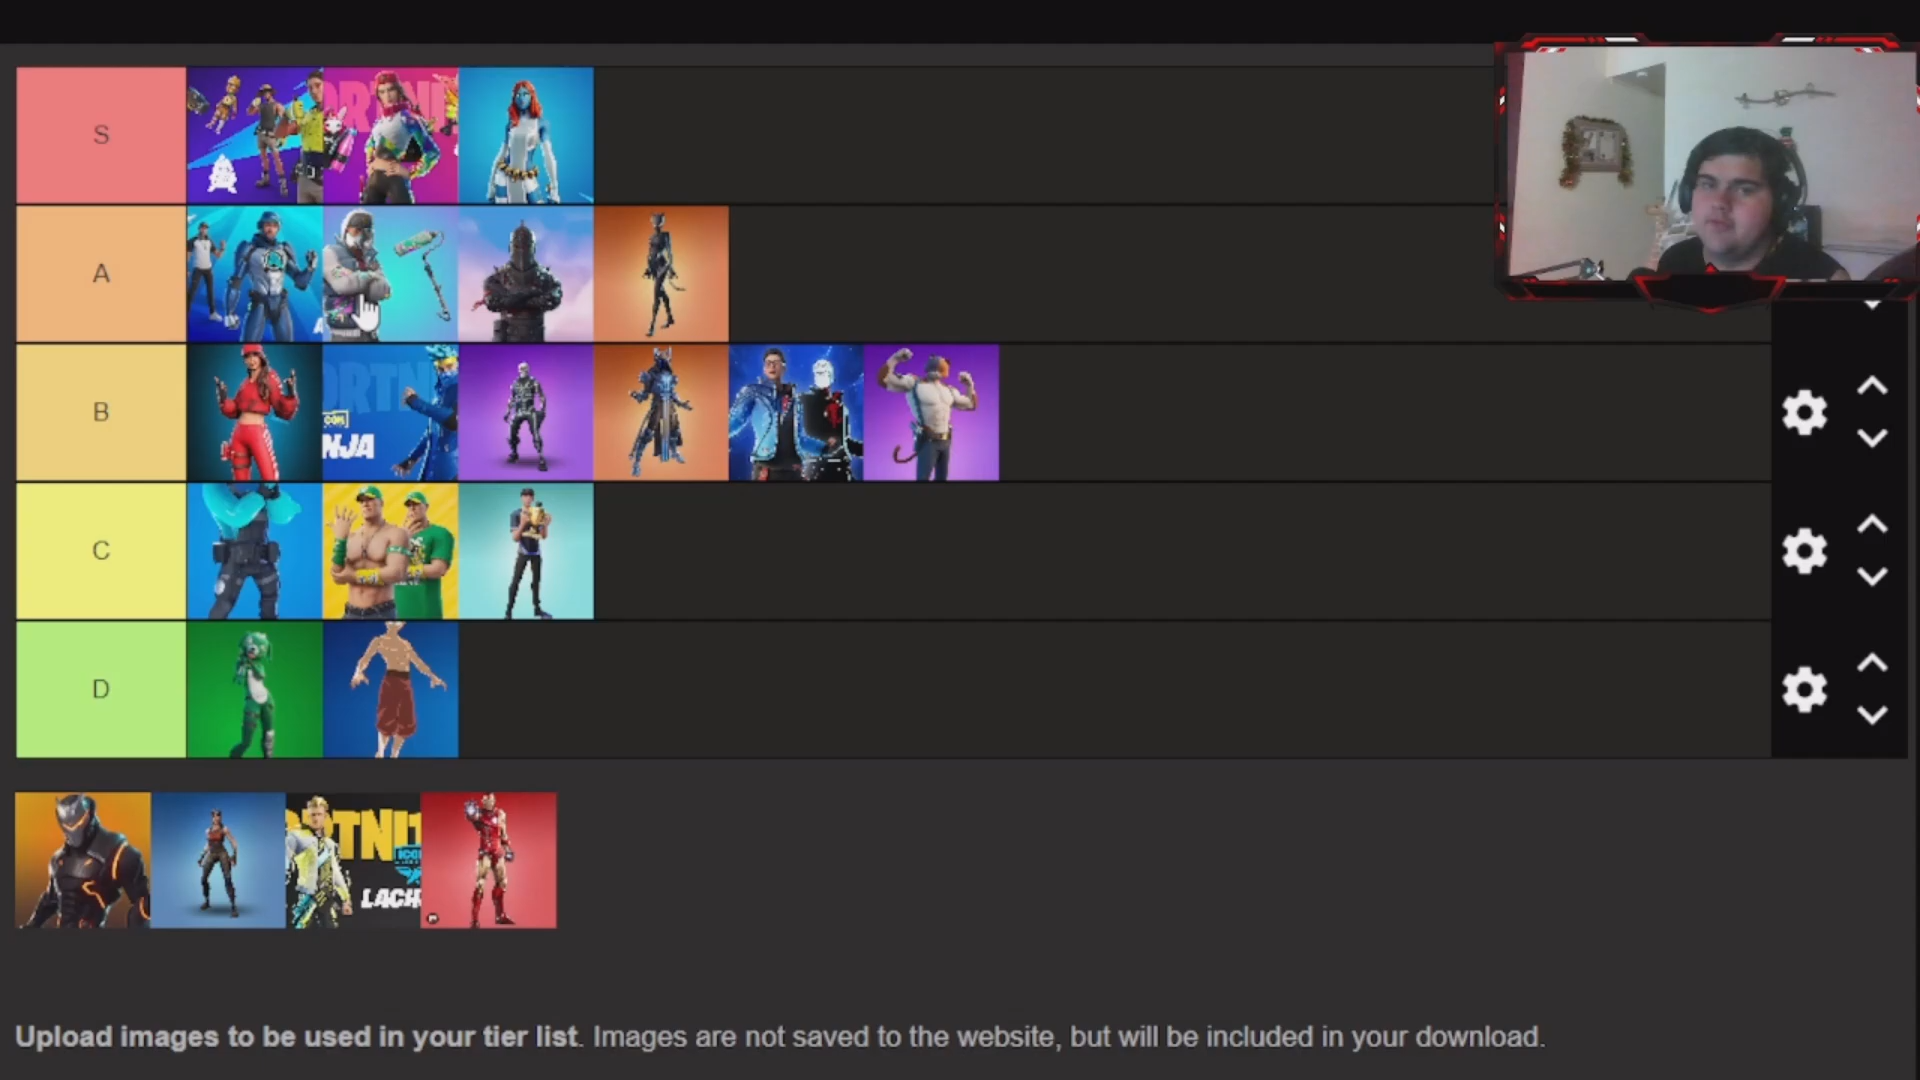 S
A
B
NJA
C
D
LACH
Upload images to be used in your tier list. Images are not saved to the website, but will be included in your download.